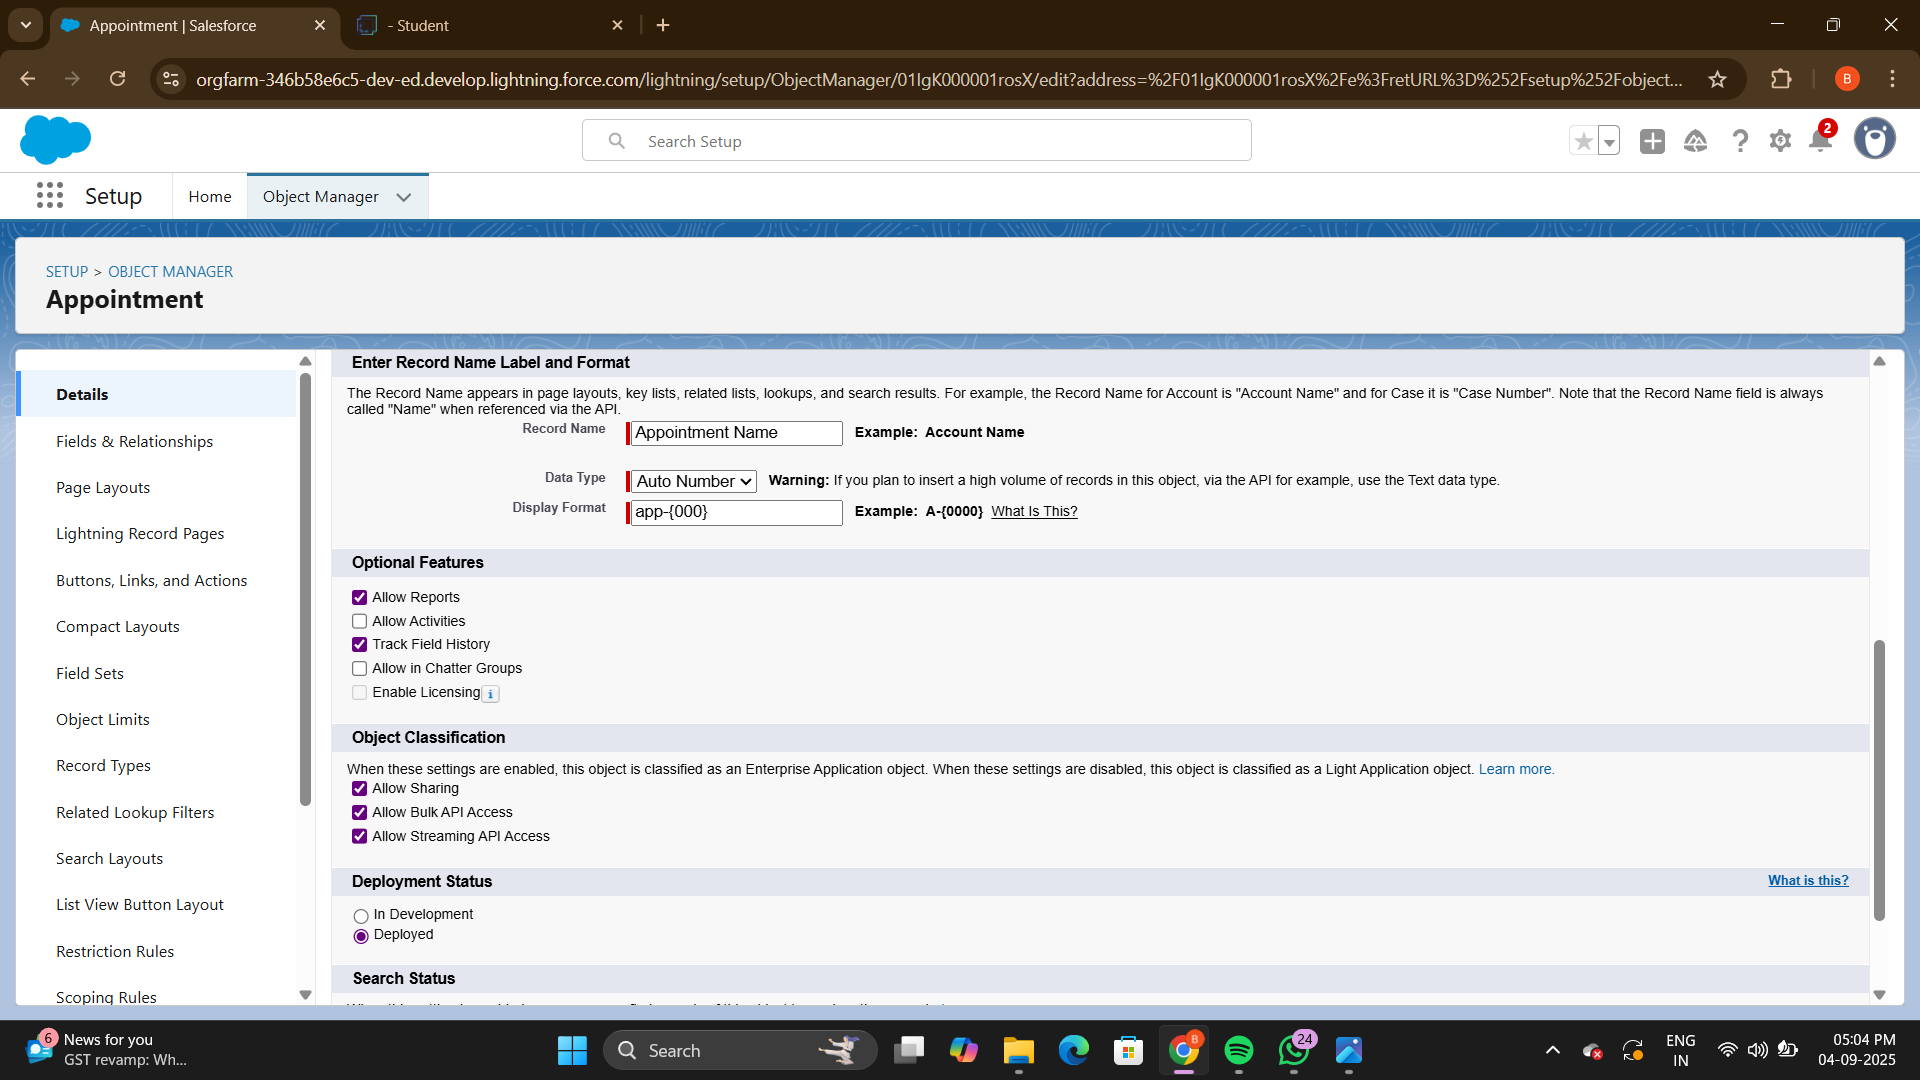 Appointment | Salesforce
- Student
orgfarm-346b58e6c5-dev-ed.develop.lightning.force.com/lightning/setup/ObjectManager/01IgK000001rosX/edit?address=%2F01IgK000001rosX%2Fe%3FretURL%3D%252Fsetup%252Fobject...
B
Search Setup
2
Setup
Home
Object Manager
SETUP > OBJECT MANAGER
Appointment
Details
Fields & Relationships
Page Layouts
Lightning Record Pages
Buttons, Links, and Actions
Compact Layouts
Field Sets
Object Limits
Record Types
Related Lookup Filters
Search Layouts
List View Button Layout
Restriction Rules
Scoping Rules
Enter Record Name Label and Format
The Record Name appears in page layouts, key lists, related lists, lookups, and search results. For example, the Record Name for Account is "Account Name" and for Case it is "Case Number". Note that the Record Name field is always
called "Name" when referenced via the API.
Record Name Appointment Name Example: Account Name
Data Type Auto Number Warning: If you plan to insert a high volume of records in this object, via the API for example, use the Text data type.
Display Format app-{000} Example: A-{0000} What Is This?
Optional Features
Allow Reports
Allow Activities
Track Field History
Allow in Chatter Groups
Enable Licensing i
Object Classification
When these settings are enabled, this object is classified as an Enterprise Application object. When these settings are disabled, this object is classified as a Light Application object. Learn more.
Allow Sharing
Allow Bulk API Access
Allow Streaming API Access
Deployment Status What is this?
In Development
Deployed
Search Status
6
News for you
GST revamp: Wh...
Search
B
24
ENG
IN
05:04 PM
04-09-2025